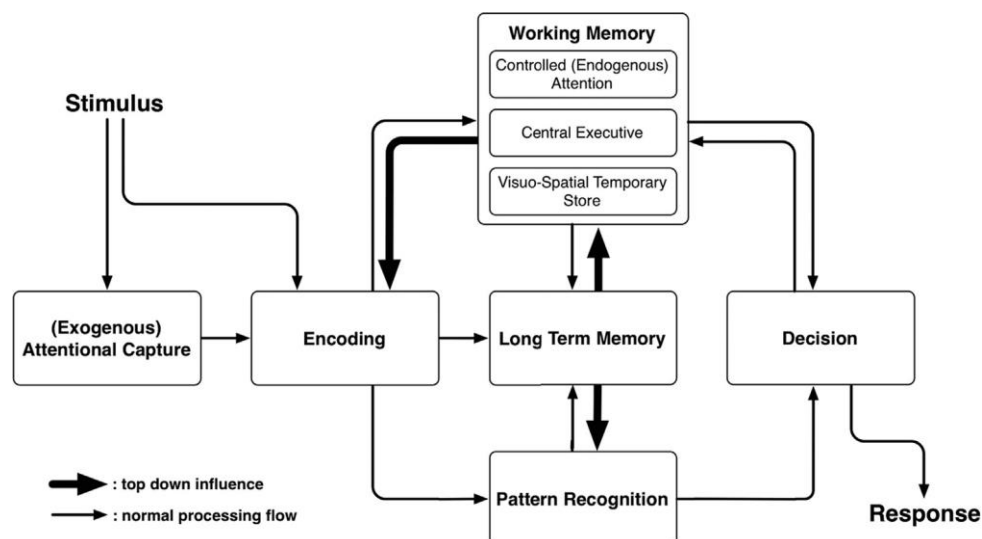 Working Memory
Controlled (Endogenous)
Attention
Central Executive
Visuo-Spatial Temporary
Store
Stimulus
(Exogenous)
Attentional Capture
Encoding
Long Term Memory
Decision
Pattern Recognition
Response
: top down influence
: normal processing flow